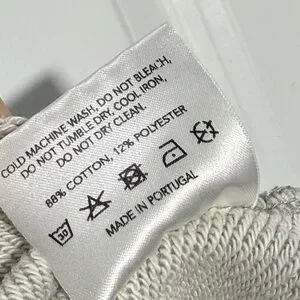 COLD MACHINE WASH, DO NOT BLEACH,
DO NOT TUMBLE DRY, COOL IRON,
DO NOT DRY CLEAN.
88% COTTON, 12% POLYESTER
30
MADE IN PORTUGAL